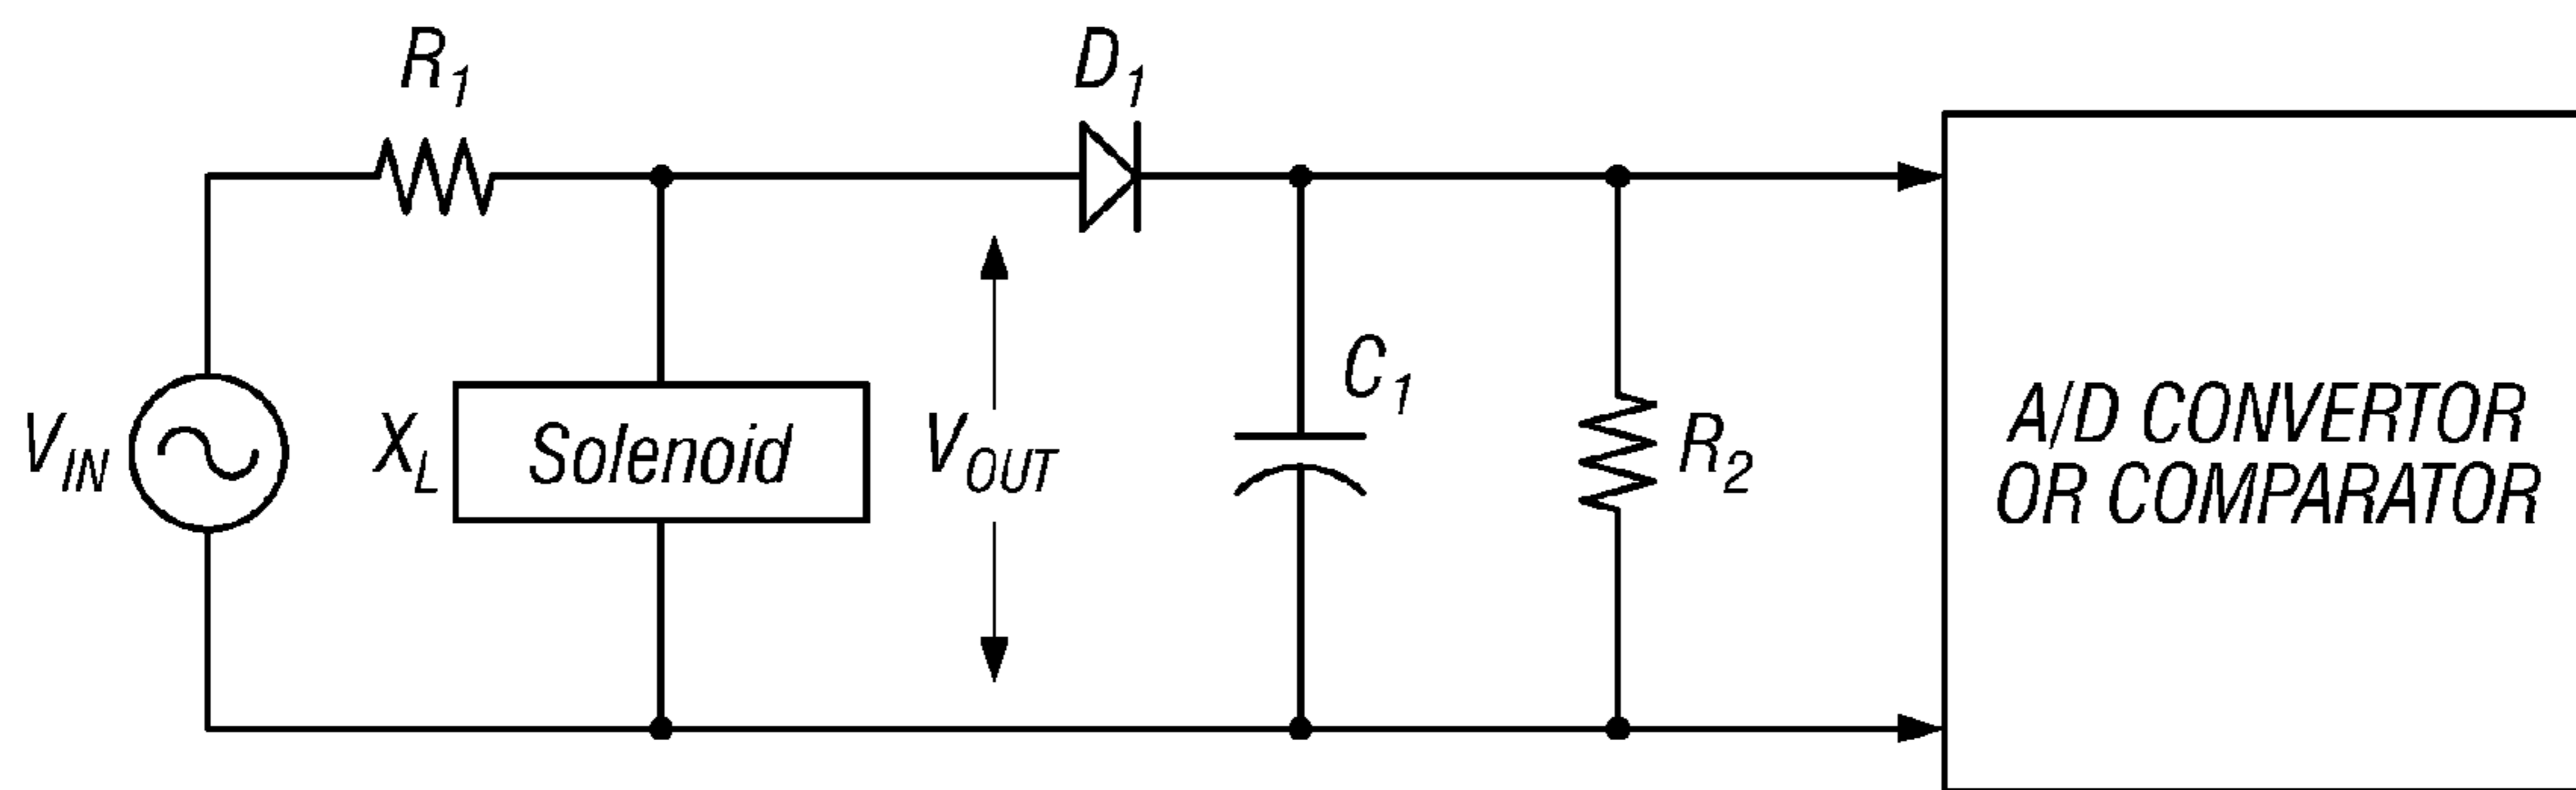 R1
D1
VIN
XL
Solenoid
VOUT
C1
R2
A/D CONVERTOR
OR COMPARATOR